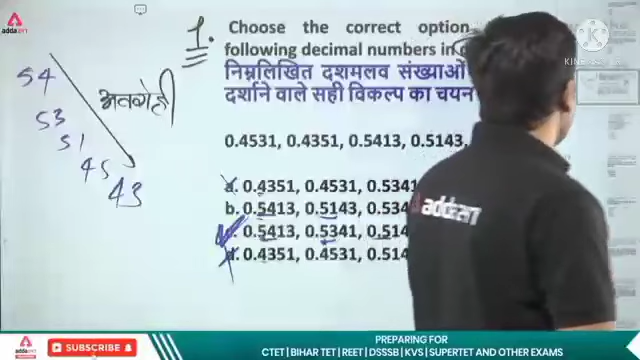 adda247
1. Choose the correct option
following decimal numbers in
निम्नलिखित दशमलव संख्याओं
दर्शाने वाले सही विकल्प का चयन
0.4531, 0.4351, 0.5413, 0.5143,
a. 0.4351, 0.4531, 0.5341
b. 0.5413, 0.5143, 0.534
0.5413, 0.5341, 0.514
d. 0.4351, 0.4531, 0.514
54
53
51
45
43
अवरोही
adda247
adda247
SUBSCRIBE
PREPARING FOR
CTET | BIHAR TET | REET | DSSSB | KVS | SUPERTET AND OTHER EXAMS